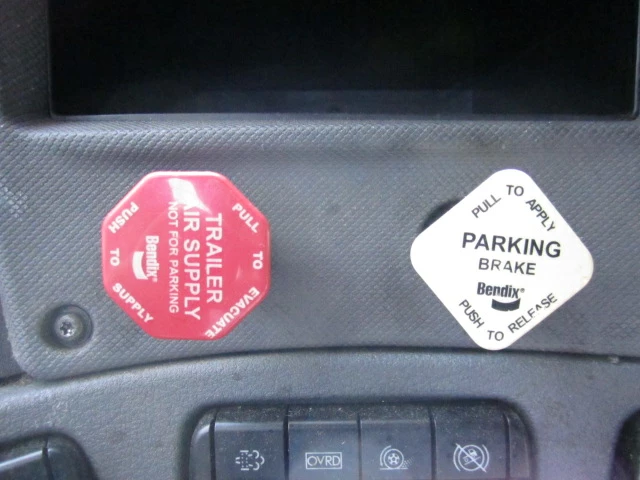 PULL TO EVACUATE
TRAILER
AIR SUPPLY
NOT FOR PARKING
Bendix®
PUSH TO SUPPLY
PULL TO APPLY
PARKING
BRAKE
Bendix®
PUSH TO RELEASE
OVRD